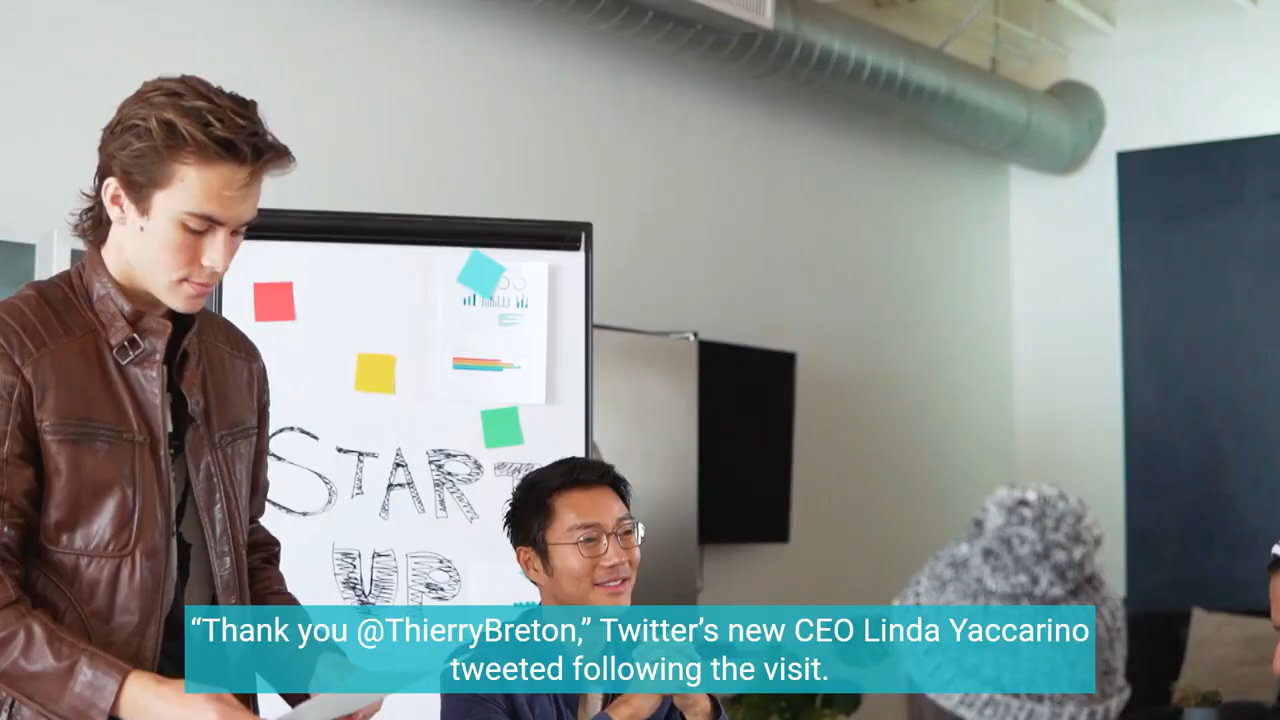 START
UP
“Thank you @ThierryBreton,” Twitter’s new CEO Linda Yaccarino
tweeted following the visit.